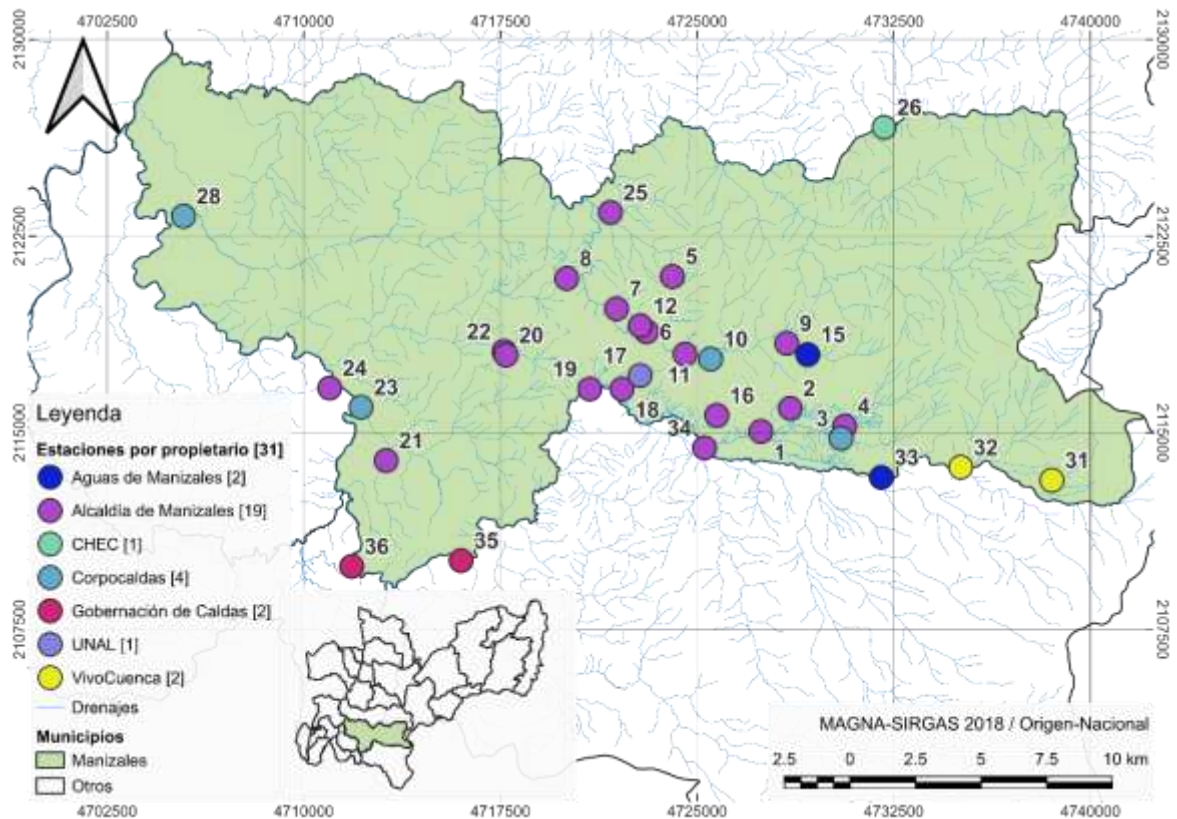 4702500 4710000 4717500 4725000 4732500 4740000
2130000 2130000
26
28
25
2122500 2122500
8 5
7 12
6
22 20 10 9 15
19 17 11
24 23
18 16 2 3 4
34 1
2115000 2115000
21
33 32 31
36 35
Leyenda
Estaciones por propietario [31]
Aguas de Manizales [2]
Alcaldía de Manizales [19]
CHEC [1]
Corpocaldas [4]
Gobernación de Caldas [2]
UNAL [1]
VivoCuenca [2]
Drenajes
Municipios
Manizales
Otros
2107500 2107500
MAGNA-SIRGAS 2018 / Origen-Nacional
2.5 0 2.5 5 7.5 10 km
4702500 4710000 4717500 4725000 4732500 4740000